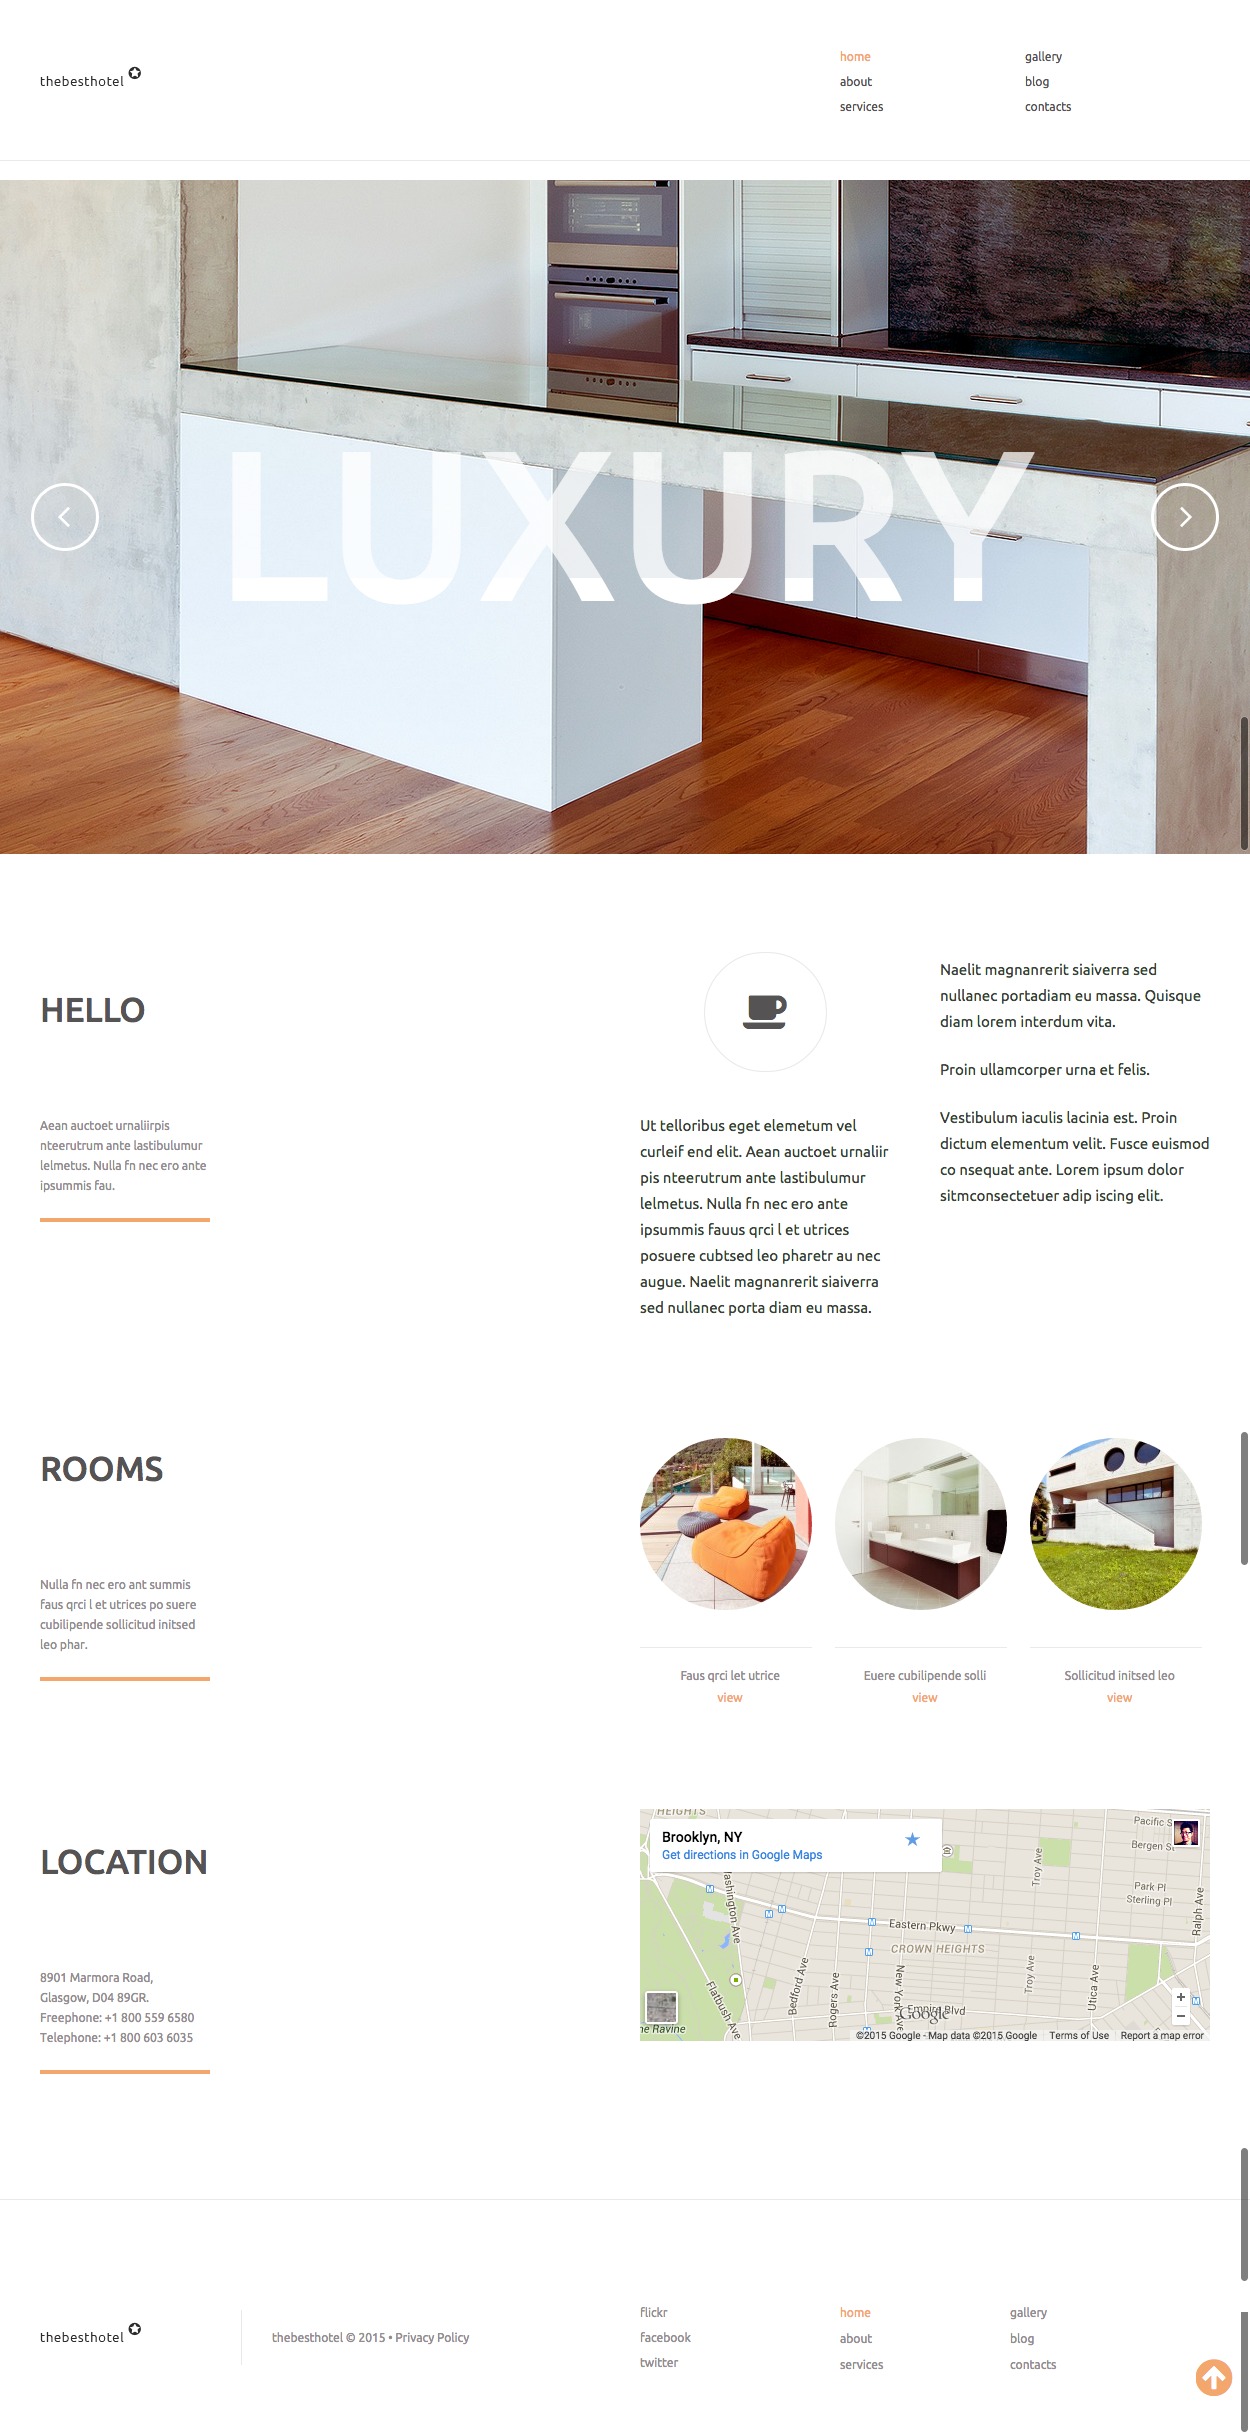 thebesthotel
home
about
services
gallery
blog
contacts
LUXURY
HELLO
Aean auctoet urnaliirpis
nteerutrum ante lastibulumur
lelmetus. Nulla fn nec ero ante
ipsummis fau.
Ut telloribus eget elemetum vel
curleif end elit. Aean auctoet urnaliir
pis nteerutrum ante lastibulumur
lelmetus. Nulla fn nec ero ante
ipsummis fauus qrci l et utrices
posuere cubtsed leo pharetr au nec
augue. Naelit magnanrerit siaiverra
sed nullanec porta diam eu massa.
Naelit magnanrerit siaiverra sed
nullanec portadiam eu massa. Quisque
diam lorem interdum vita.
Proin ullamcorper urna et felis.
Vestibulum iaculis lacinia est. Proin
dictum elementum velit. Fusce euismod
co nsequat ante. Lorem ipsum dolor
sitmconsectetuer adip iscing elit.
ROOMS
Nulla fn nec ero ant summis
faus qrci l et utrices po suere
cubilipende sollicitud initsed
leo phar.
Faus qrci let utrice
view
Euere cubilipende solli
view
Sollicitud initsed leo
view
LOCATION
8901 Marmora Road,
Glasgow, D04 89GR.
Freephone: +1 800 559 6580
Telephone: +1 800 603 6035
HEIGHTS
Brooklyn, NY
Get directions in Google Maps
Pacific S
Bergen St
Park Pl
Sterling Pl
Troy Ave
Ralph Ave
ashington Ave
Eastern Pkwy
CROWN HEIGHTS
Bedford Ave
Rogers Ave
New York Ave
Troy Ave
Utica Ave
Flatbush Ave
Empire Blvd
Google
ne Ravine
©2015 Google - Map data ©2015 Google
Terms of Use
Report a map error
thebesthotel
thebesthotel © 2015 • Privacy Policy
flickr
facebook
twitter
home
about
services
gallery
blog
contacts